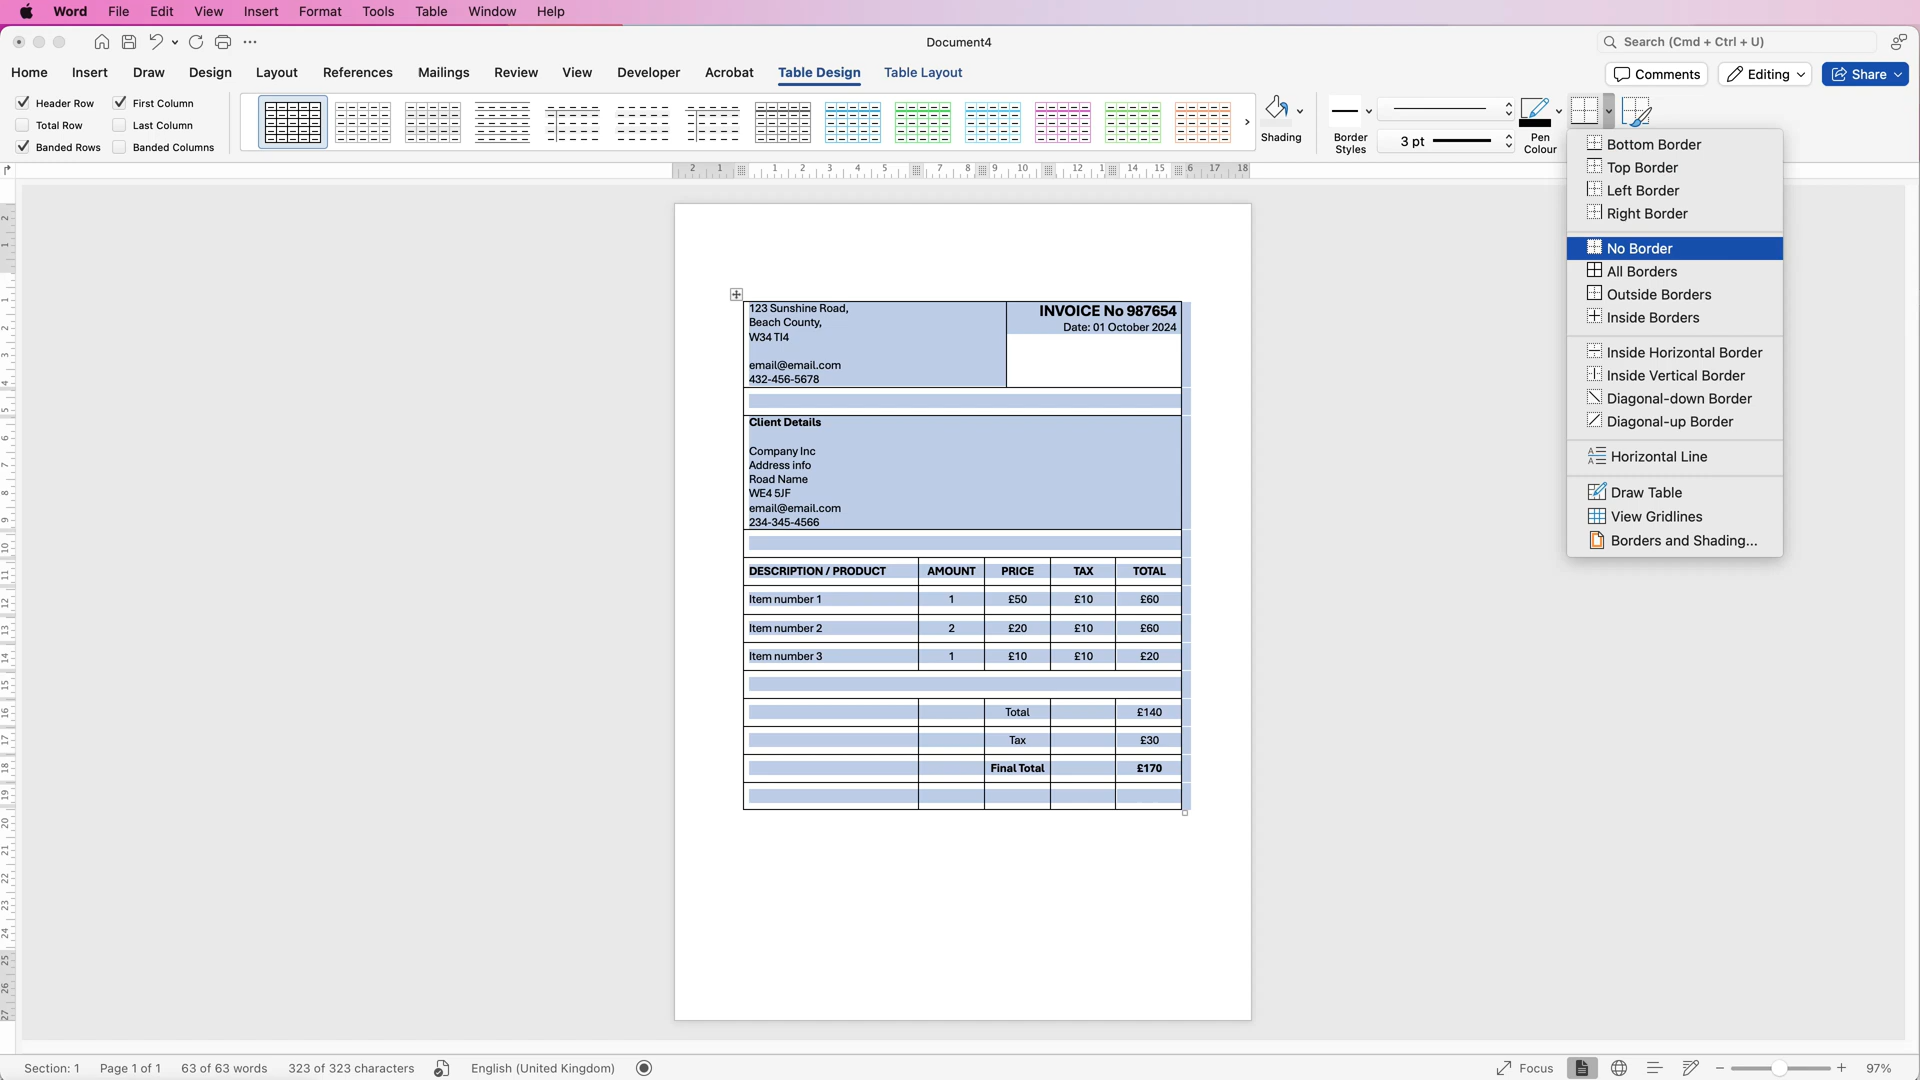 Word File Edit View Insert Format Tools Table Window Help
Document4
Search (Cmd + Ctrl + U)
Home Insert Draw Design Layout References Mailings Review View Developer Acrobat Table Design Table Layout
Comments Editing Share
Header Row First Column
Total Row Last Column
Banded Rows Banded Columns
Shading
Border Styles
3 pt
Pen Colour
Bottom Border
Top Border
Left Border
Right Border
No Border
All Borders
Outside Borders
Inside Borders
Inside Horizontal Border
Inside Vertical Border
Diagonal-down Border
Diagonal-up Border
Horizontal Line
Draw Table
View Gridlines
Borders and Shading...
123 Sunshine Road,
Beach County,
W34 TI4
email@email.com
432-456-5678
INVOICE No 987654
Date: 01 October 2024
Client Details
Company Inc
Address info
Road Name
WE4 5JF
email@email.com
234-345-4566
DESCRIPTION / PRODUCT AMOUNT PRICE TAX TOTAL
Item number 1 1 £50 £10 £60
Item number 2 2 £20 £10 £60
Item number 3 1 £10 £10 £20
Total £140
Tax £30
Final Total £170
Section: 1 Page 1 of 1 63 of 63 words 323 of 323 characters English (United Kingdom) Focus 97%